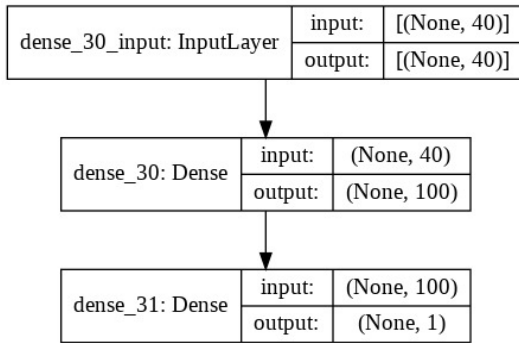 dense_30_input: InputLayer
input:
[(None, 40)]
output:
[(None, 40)]
dense_30: Dense
input:
(None, 40)
output:
(None, 100)
dense_31: Dense
input:
(None, 100)
output:
(None, 1)